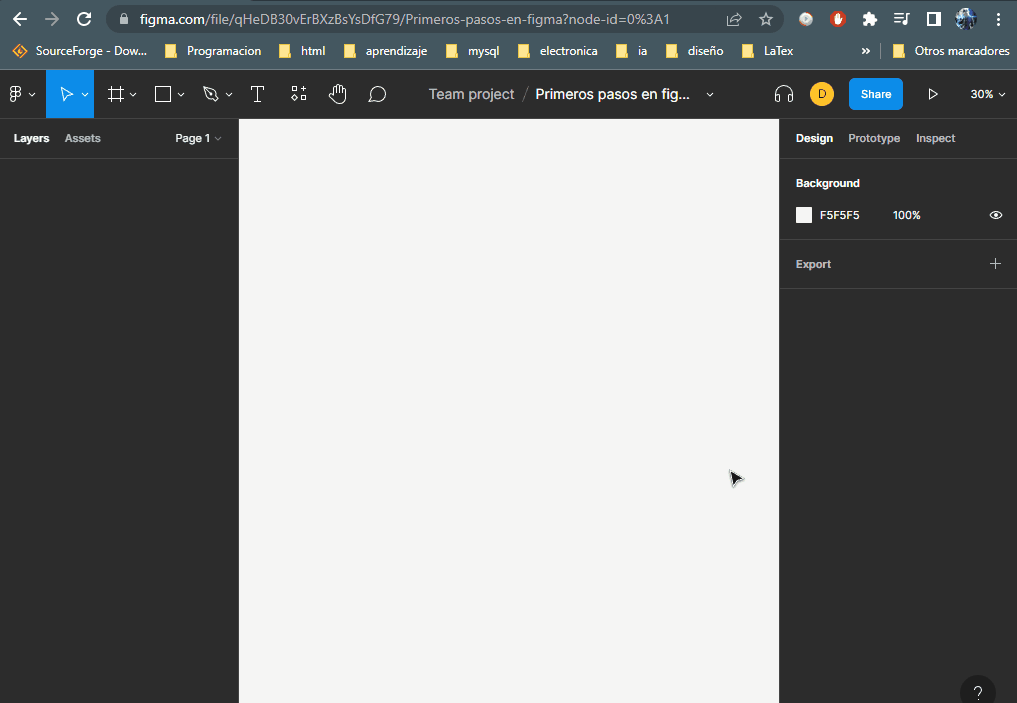 figma.com/file/qHeDB30vErBXzBsYsDfG79/Primeros-pasos-en-figma?node-id=0%3A1
SourceForge - Dow... Programacion html aprendizaje mysql electronica ia diseño LaTex » Otros marcadores
T Team project / Primeros pasos en fig... D Share 30%
Layers Assets Page 1 Design Prototype Inspect
Background
F5F5F5 100%
Export +
?